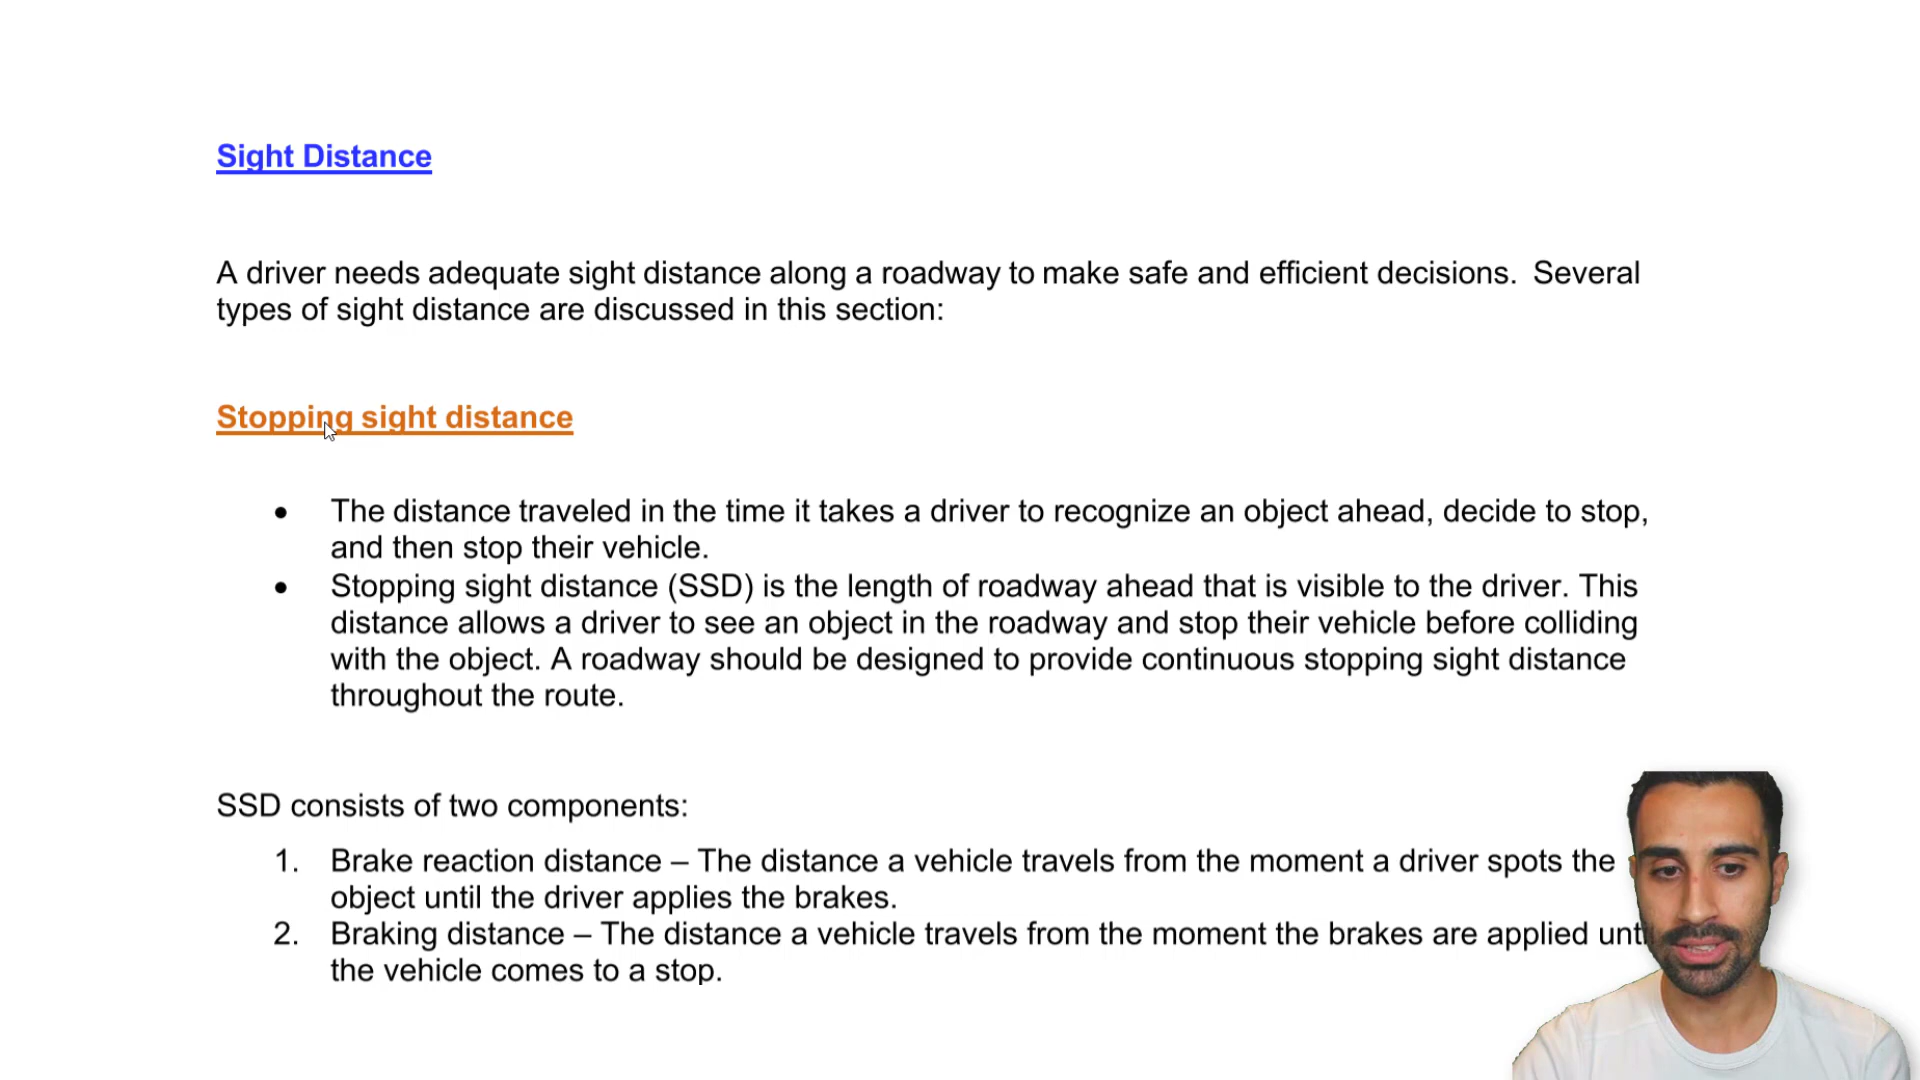 Sight Distance
A driver needs adequate sight distance along a roadway to make safe and efficient decisions.  Several
types of sight distance are discussed in this section:
Stopping sight distance
• The distance traveled in the time it takes a driver to recognize an object ahead, decide to stop,
and then stop their vehicle.
• Stopping sight distance (SSD) is the length of roadway ahead that is visible to the driver. This
distance allows a driver to see an object in the roadway and stop their vehicle before colliding
with the object. A roadway should be designed to provide continuous stopping sight distance
throughout the route.
SSD consists of two components:
1. Brake reaction distance – The distance a vehicle travels from the moment a driver spots the
object until the driver applies the brakes.
2. Braking distance – The distance a vehicle travels from the moment the brakes are applied
the vehicle comes to a stop.